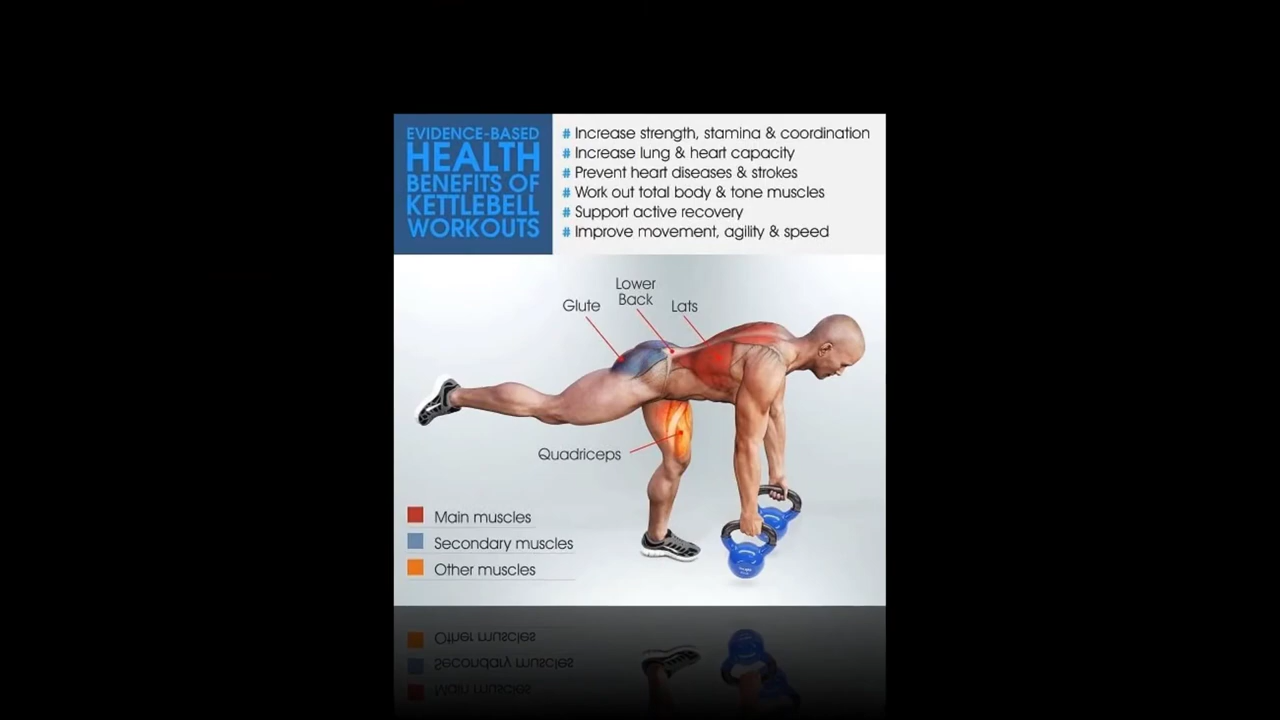 EVIDENCE-BASED
HEALTH
BENEFITS OF
KETTLEBELL
WORKOUTS
# Increase strength, stamina & coordination
# Increase lung & heart capacity
# Prevent heart diseases & strokes
# Work out total body & tone muscles
# Support active recovery
# Improve movement, agility & speed
Lower
Back
Glute
Lats
Quadriceps
Main muscles
Secondary muscles
Other muscles